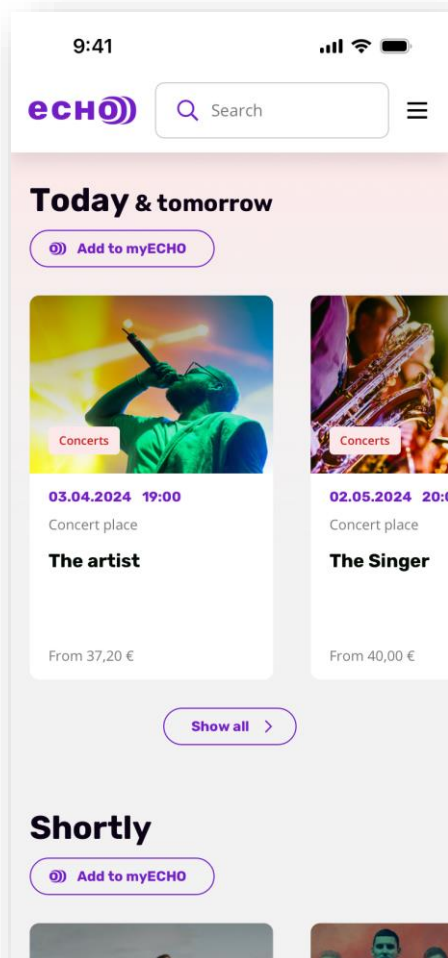 9:41
ecHO
Search
Today & tomorrow
Add to myECHO
Concerts
03.04.2024 19:00
Concert place
The artist
From 37,20 €
Concerts
02.05.2024
Concert place
The Singer
From 40,00 €
Show all
Shortly
Add to myECHO